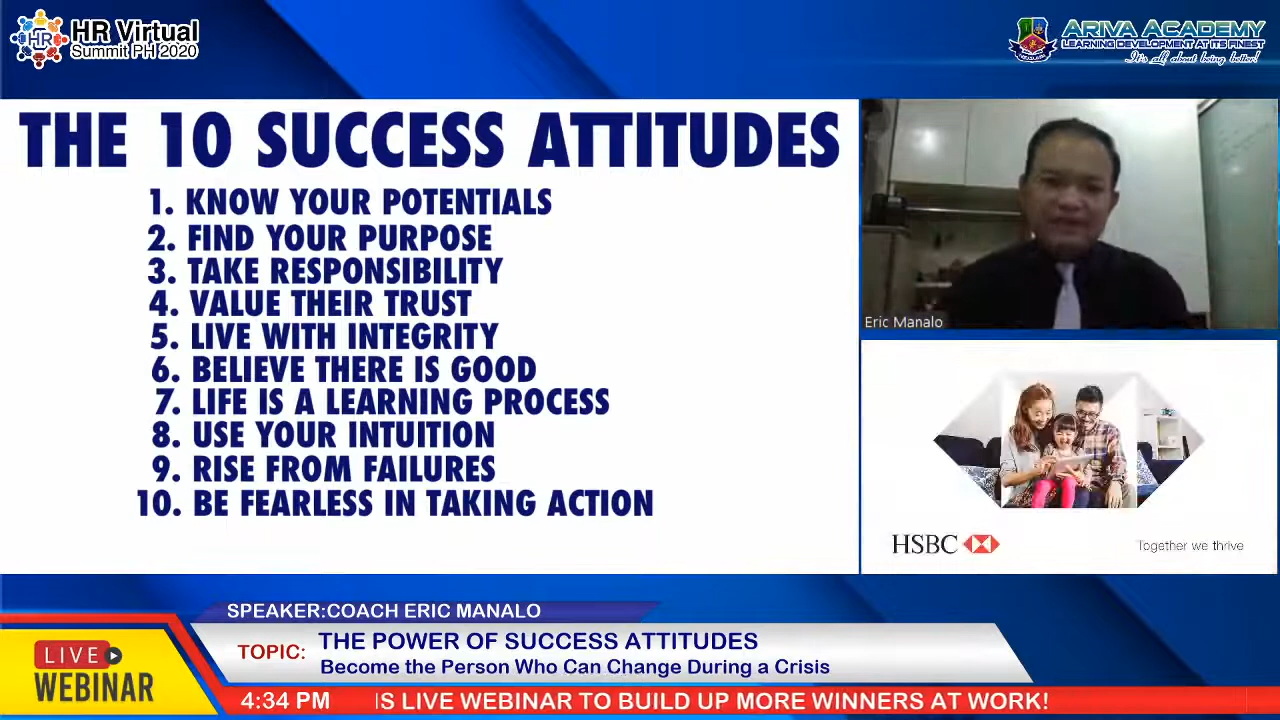 HR
HR Virtual
Summit PH 2020
ARIVA ACADEMY
LEARNING DEVELOPMENT AT ITS FINEST
It's all about being better!
THE 10 SUCCESS ATTITUDES
1. KNOW YOUR POTENTIALS
2. FIND YOUR PURPOSE
3. TAKE RESPONSIBILITY
4. VALUE THEIR TRUST
5. LIVE WITH INTEGRITY
6. BELIEVE THERE IS GOOD
7. LIFE IS A LEARNING PROCESS
8. USE YOUR INTUITION
9. RISE FROM FAILURES
10. BE FEARLESS IN TAKING ACTION
Eric Manalo
HSBC
Together we thrive
SPEAKER:COACH ERIC MANALO
TOPIC:
THE POWER OF SUCCESS ATTITUDES
Become the Person Who Can Change During a Crisis
LIVE
WEBINAR
4:34 PM
IS LIVE WEBINAR TO BUILD UP MORE WINNERS AT WORK!